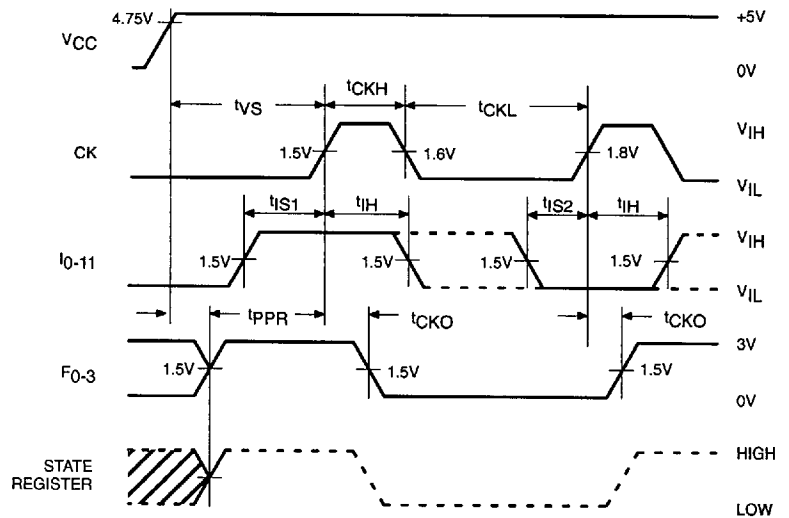 +5V
4.75V
VCC
0V
tVS
tCKH
tCKL
VIH
CK
1.5V
1.6V
1.8V
VIL
tIS1
tIH
tIS2
tIH
VIH
I0-11
1.5V
1.5V
1.5V
1.5V
VIL
tPPR
tCKO
tCKO
3V
F0-3
1.5V
1.5V
1.5V
0V
HIGH
STATE
REGISTER
LOW